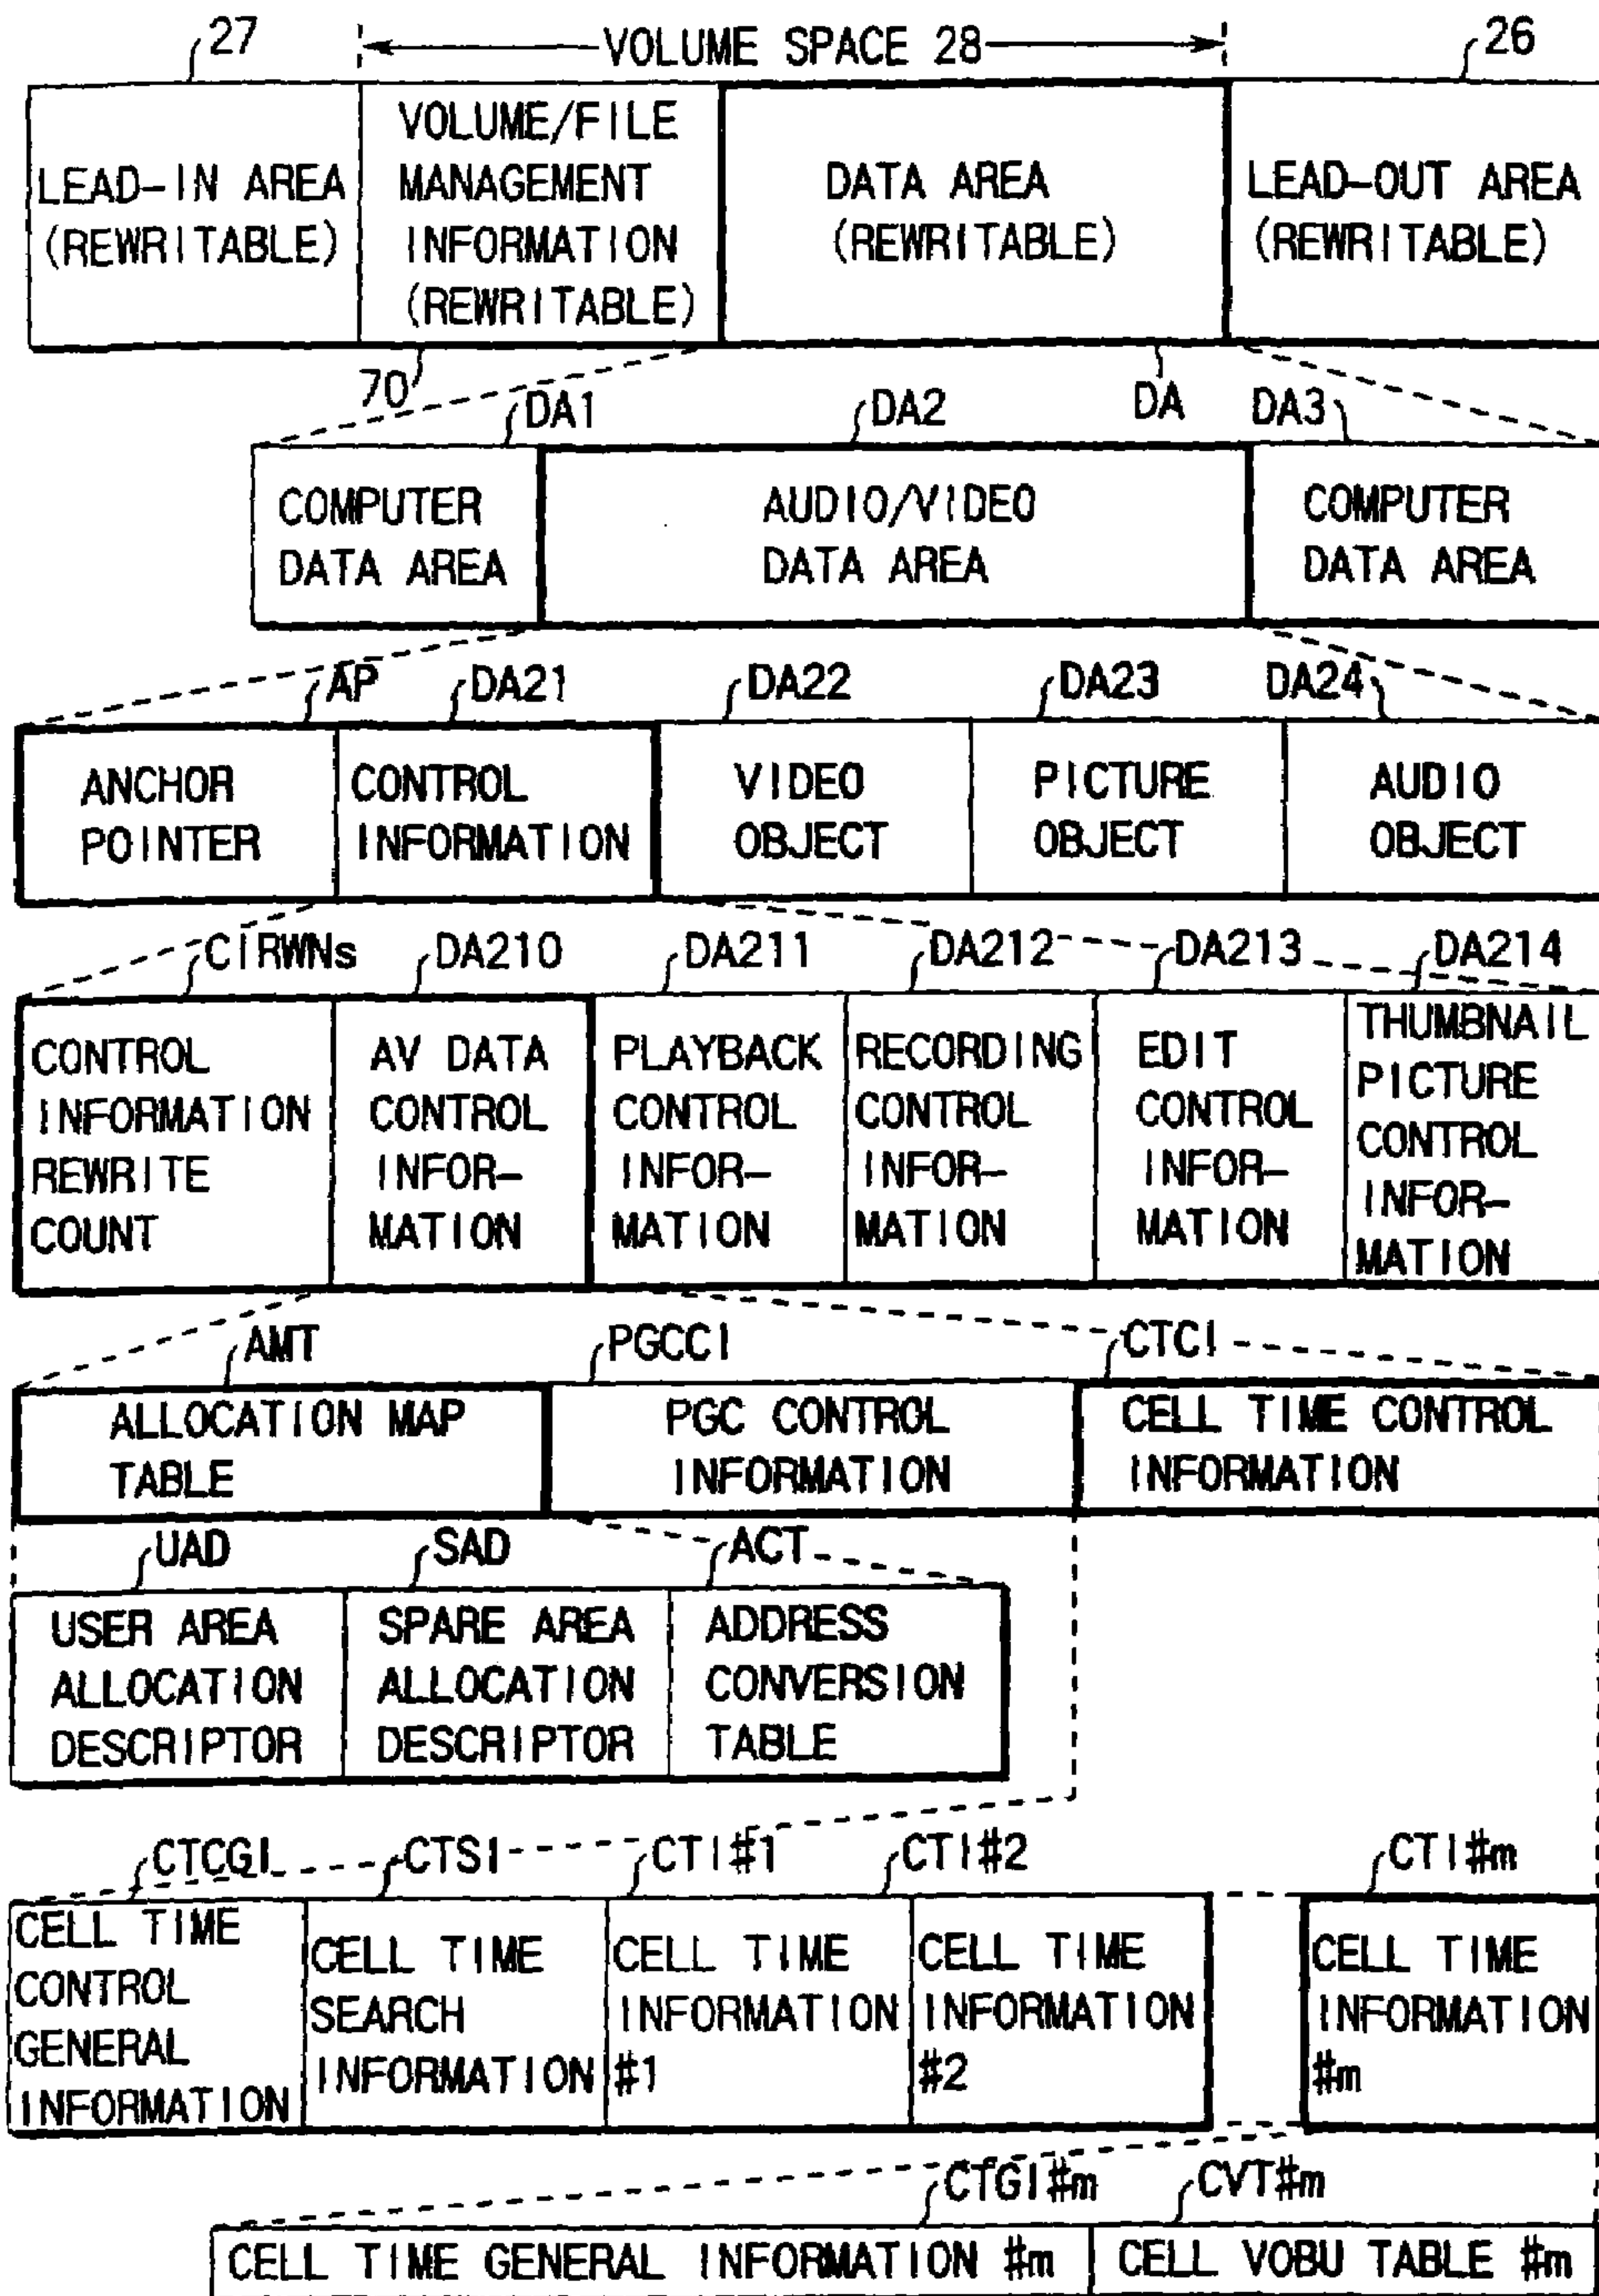 27
VOLUME SPACE 28
26
LEAD-IN AREA
(REWRITABLE)
VOLUME/FILE
MANAGEMENT
INFORMATION
(REWRITABLE)
DATA AREA
(REWRITABLE)
LEAD-OUT AREA
(REWRITABLE)
70
DA
DA1
DA2
DA3
COMPUTER
DATA AREA
AUDIO/VIDEO
DATA AREA
COMPUTER
DATA AREA
AP
DA21
DA22
DA23
DA24
ANCHOR
POINTER
CONTROL
INFORMATION
VIDEO
OBJECT
PICTURE
OBJECT
AUDIO
OBJECT
CIRWNs
DA210
DA211
DA212
DA213
DA214
CONTROL
INFORMATION
REWRITE
COUNT
AV DATA
CONTROL
INFOR-
MATION
PLAYBACK
CONTROL
INFOR-
MATION
RECORDING
CONTROL
INFOR-
MATION
EDIT
CONTROL
INFOR-
MATION
THUMBNAIL
PICTURE
CONTROL
INFOR-
MATION
AMT
PGCCI
CTCI
ALLOCATION MAP
TABLE
PGC CONTROL
INFORMATION
CELL TIME CONTROL
INFORMATION
UAD
SAD
ACT
USER AREA
ALLOCATION
DESCRIPTOR
SPARE AREA
ALLOCATION
DESCRIPTOR
ADDRESS
CONVERSION
TABLE
CTCGI
CTSI
CTI#1
CTI#2
CTI#m
CELL TIME
CONTROL
GENERAL
INFORMATION
CELL TIME
SEARCH
INFORMATION
CELL TIME
INFORMATION
#1
CELL TIME
INFORMATION
#2
CELL TIME
INFORMATION
#m
CTGI#m
CVT#m
CELL TIME GENERAL INFORMATION #m
CELL VOBU TABLE #m